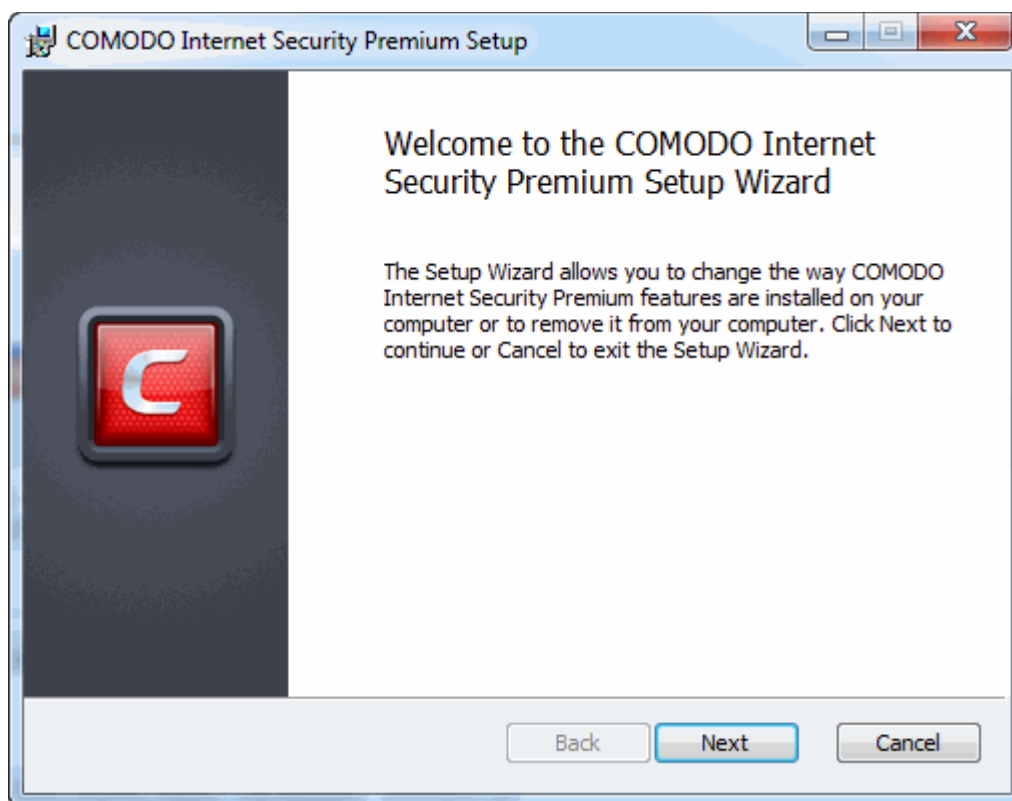 COMODO Internet Security Premium Setup
Welcome to the COMODO Internet
Security Premium Setup Wizard
The Setup Wizard allows you to change the way COMODO
Internet Security Premium features are installed on your
computer or to remove it from your computer. Click Next to
continue or Cancel to exit the Setup Wizard.
C
Back
Next
Cancel